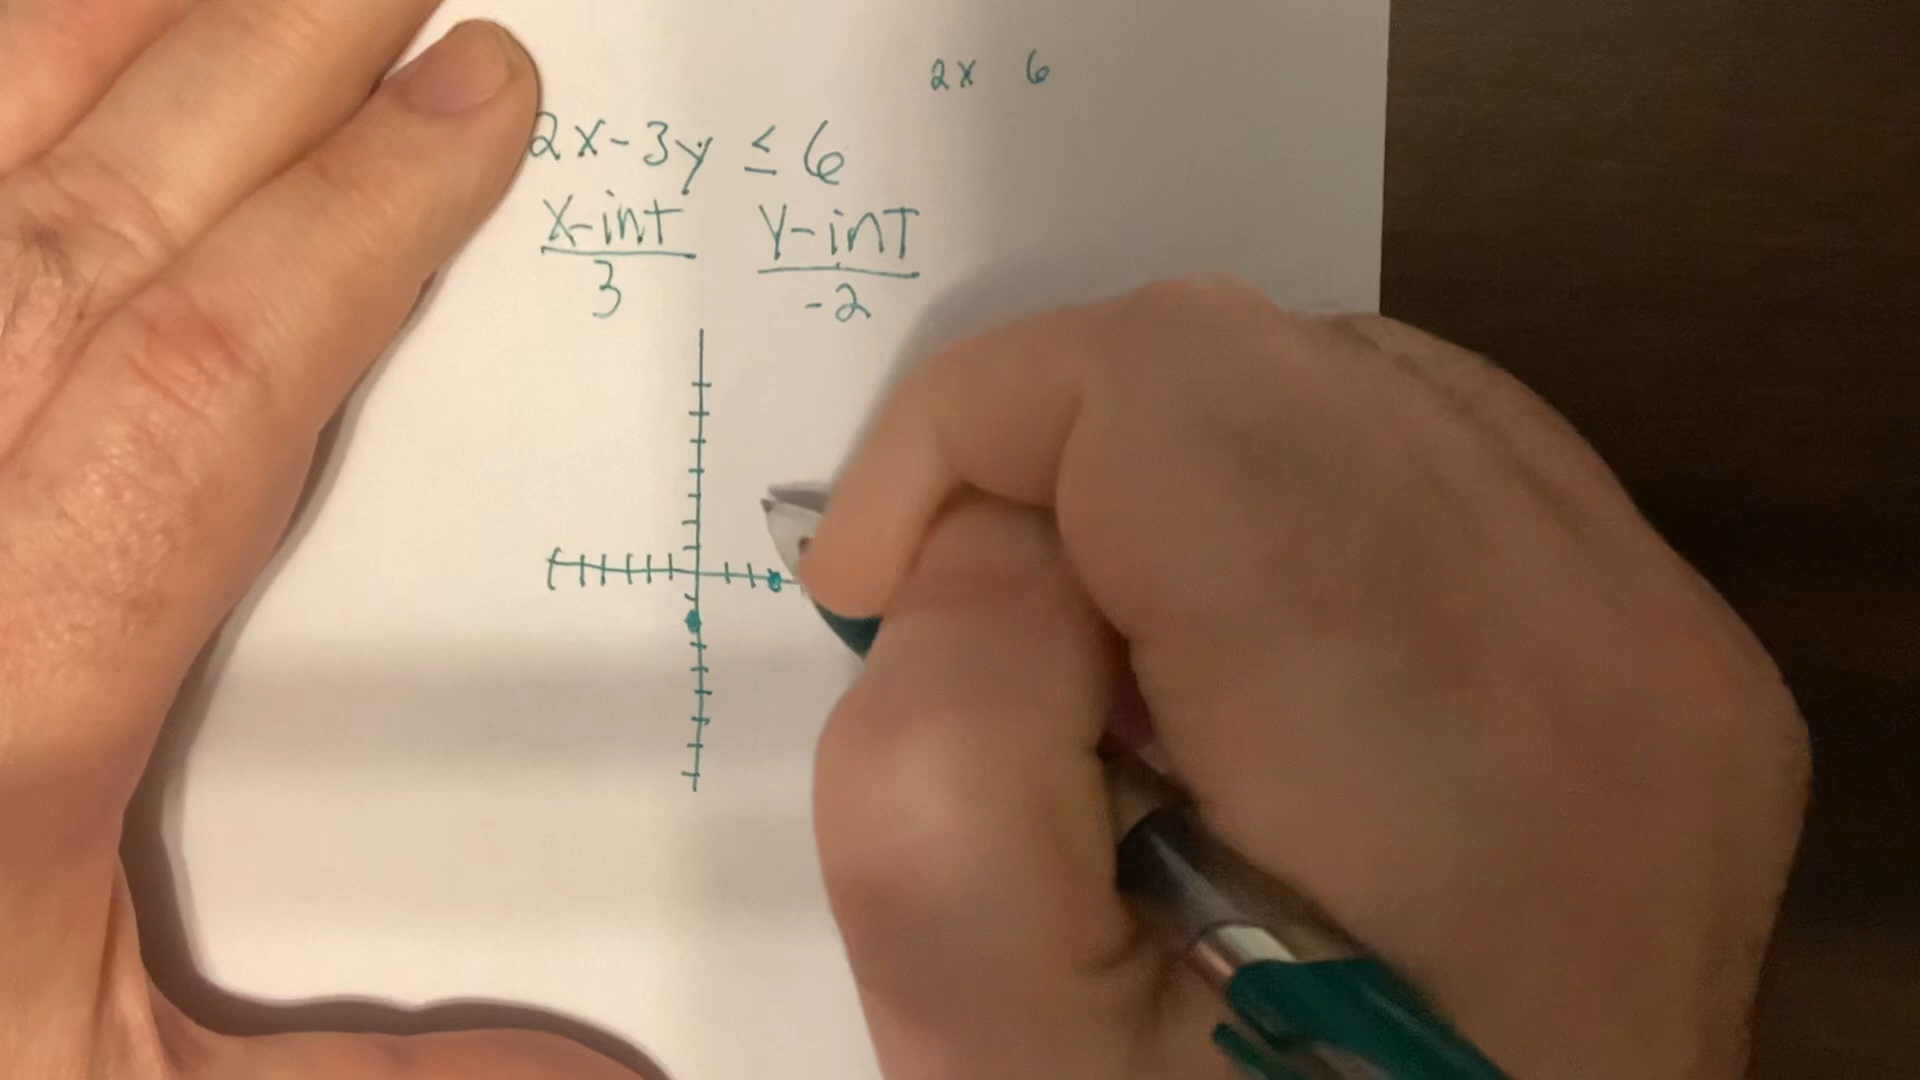 2x 6
2x-3y ≤ 6
x-int y-int
3 -2